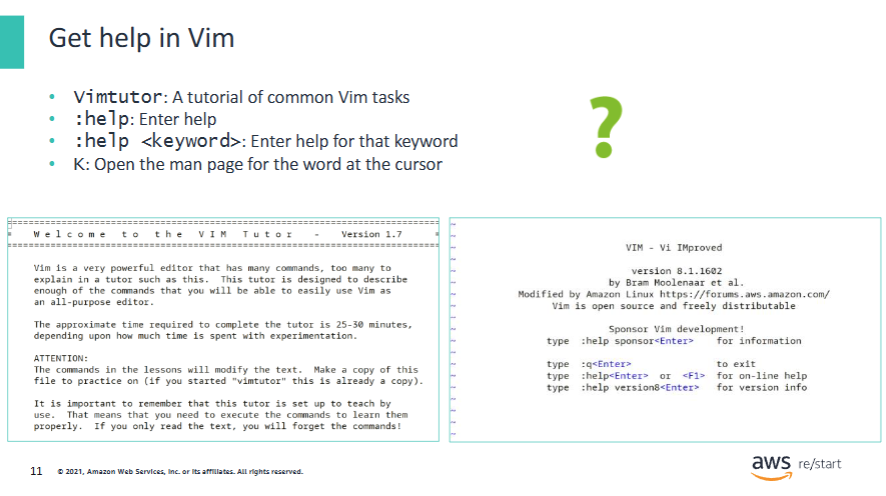 Get help in Vim
• Vimtutor: A tutorial of common Vim tasks
• :help: Enter help
• :help <keyword>: Enter help for that keyword
• K: Open the man page for the word at the cursor
?
===============================================================================
= W e l c o m e t o t h e V I M T u t o r - Version 1.7 =
===============================================================================
Vim is a very powerful editor that has many commands, too many to
explain in a tutor such as this. This tutor is designed to describe
enough of the commands that you will be able to easily use Vim as
an all-purpose editor.
The approximate time required to complete the tutor is 25-30 minutes,
depending upon how much time is spent with experimentation.
ATTENTION:
The commands in the lessons will modify the text. Make a copy of this
file to practice on (if you started "vimtutor" this is already a copy).
It is important to remember that this tutor is set up to teach by
use. That means that you need to execute the commands to learn them
properly. If you only read the text, you will forget the commands!
VIM - Vi IMproved
version 8.1.1602
by Bram Moolenaar et al.
Modified by Amazon Linux https://forums.aws.amazon.com/
Vim is open source and freely distributable
Sponsor Vim development!
type :help sponsor<Enter> for information
type :q<Enter> to exit
type :help<Enter> or <F1> for on-line help
type :help version8<Enter> for version info
11 © 2021, Amazon Web Services, Inc. or its affiliates. All rights reserved.
aws re/start